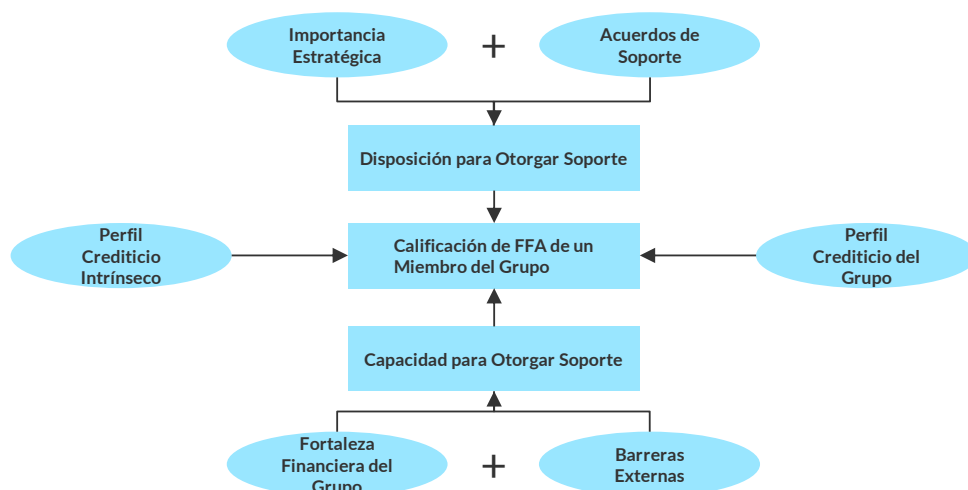 Importancia
Estratégica
+
Acuerdos de
Soporte
Disposición para Otorgar Soporte
Perfil
Crediticio
Intrínseco
Calificación de FFA de un
Miembro del Grupo
Perfil
Crediticio del
Grupo
Capacidad para Otorgar Soporte
Fortaleza
Financiera del
Grupo
+
Barreras
Externas